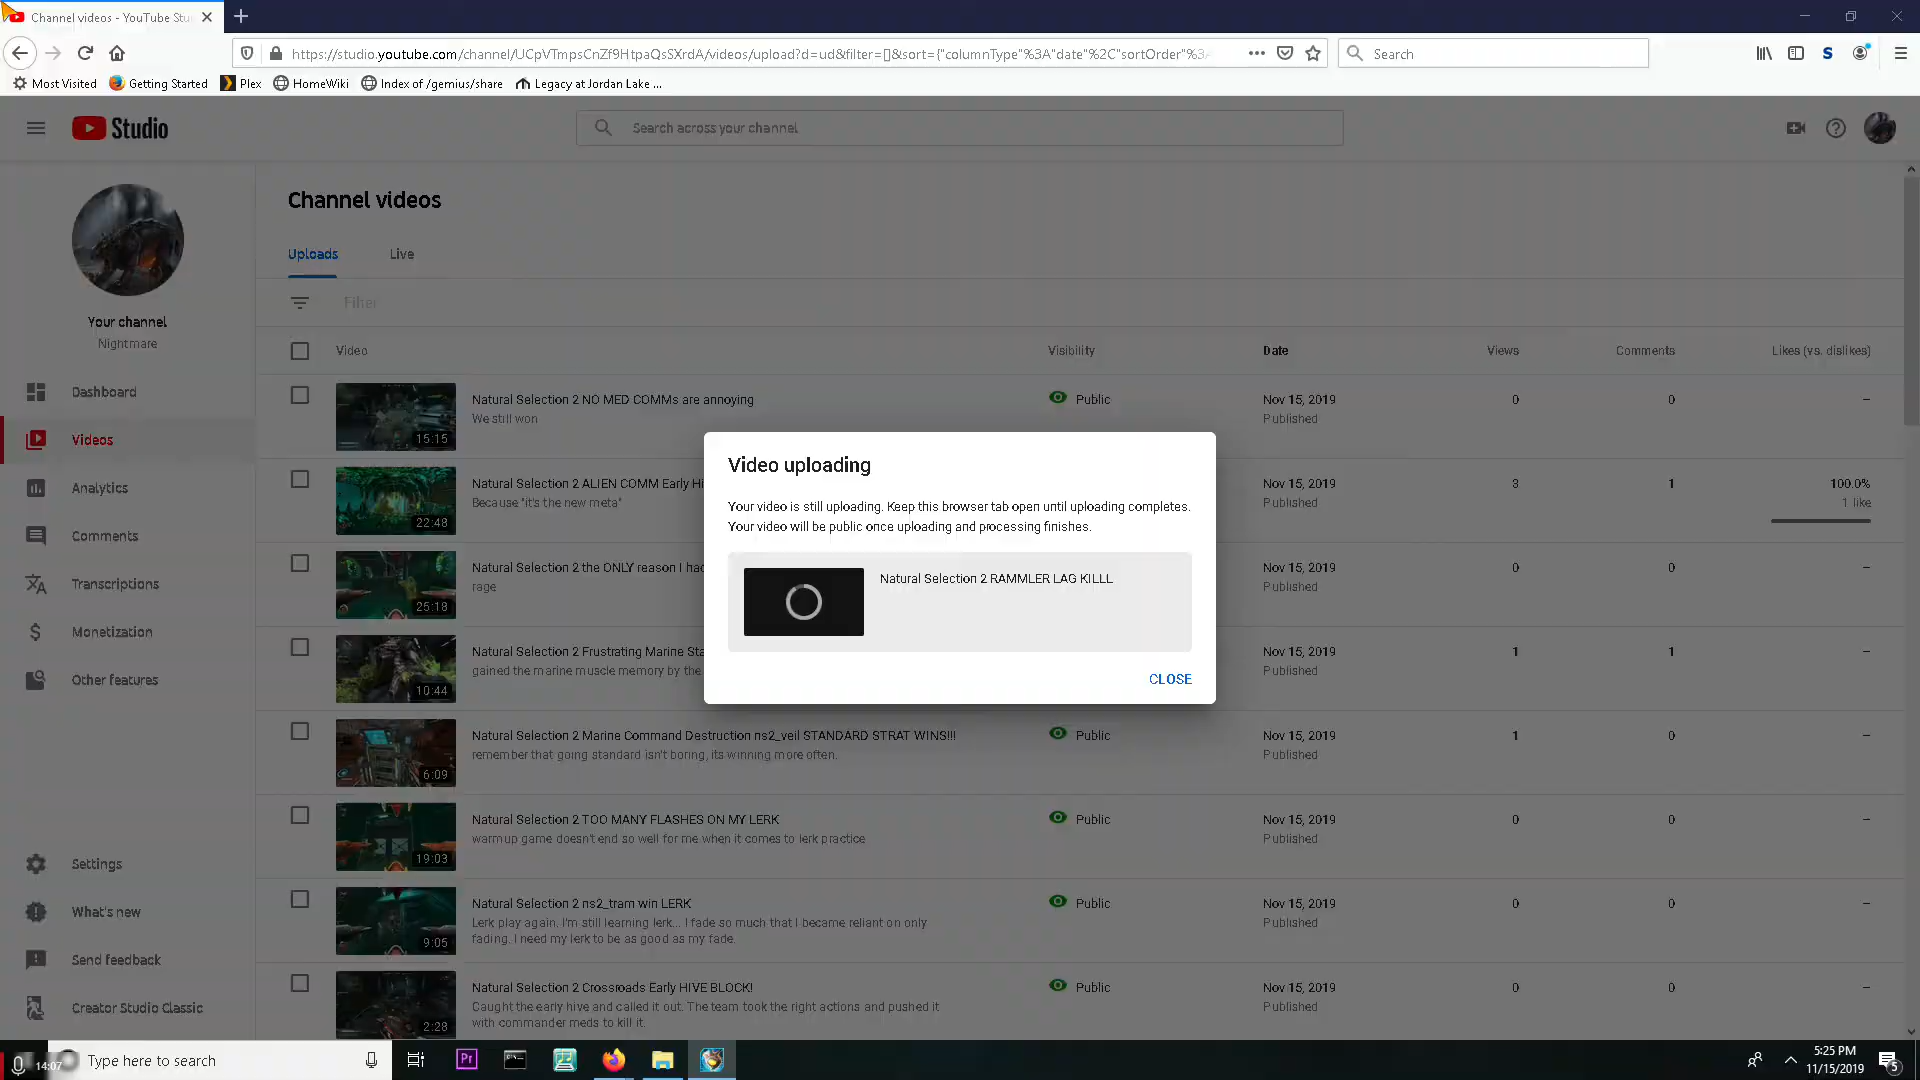 Channel videos - YouTube Stu
https://studio.youtube.com/channel/UCpVTmpsCnZf9HtpaQsSXrdA/videos/upload?d=ud&filter=[]&sort={"columnType"%3A"date"%2C"sortOrder"%3
Search
Most Visited
Getting Started
Plex
HomeWiki
Index of /gemius/share
Legacy at Jordan Lake ...
Studio
Search across your channel
Your channel
Nightmare
Dashboard
Videos
Analytics
Comments
Transcriptions
Monetization
Other features
Settings
What's new
Send feedback
Creator Studio Classic
Channel videos
Uploads
Live
Filter
Video
Visibility
Date
Views
Comments
Likes (vs. dislikes)
15:15
Natural Selection 2 NO MED COMMs are annoying
We still won
Public
Nov 15, 2019
Published
0
0
–
22:48
Natural Selection 2 ALIEN COMM Early Hi
Because "it's the new meta"
Nov 15, 2019
Published
3
1
100.0%
1 like
25:18
Natural Selection 2 the ONLY reason I hac
rage
Nov 15, 2019
Published
0
0
–
10:44
Natural Selection 2 Frustrating Marine Sta
gained the marine muscle memory by the
Nov 15, 2019
Published
1
1
–
6:09
Natural Selection 2 Marine Command Destruction ns2_veil STANDARD STRAT WINS!!!
remember that going standard isn't boring, its winning more often.
Public
Nov 15, 2019
Published
1
0
–
19:03
Natural Selection 2 TOO MANY FLASHES ON MY LERK
warmup game doesn't end so well for me when it comes to lerk practice
Public
Nov 15, 2019
Published
0
0
–
9:05
Natural Selection 2 ns2_tram win LERK
Lerk play again. I'm still learning lerk... I fade so much that I became reliant on only
fading. I need my lerk to be as good as my fade.
Public
Nov 15, 2019
Published
0
0
–
2:28
Natural Selection 2 Crossroads Early HIVE BLOCK!
Caught the early hive and called it out. The team took the right actions and pushed it
with commander meds to kill it.
Public
Nov 15, 2019
Published
0
0
–
Video uploading
Your video is still uploading. Keep this browser tab open until uploading completes.
Your video will be public once uploading and processing finishes.
Natural Selection 2 RAMMLER LAG KILLL
CLOSE
14:07
Type here to search
Pr
5:25 PM
11/15/2019
5